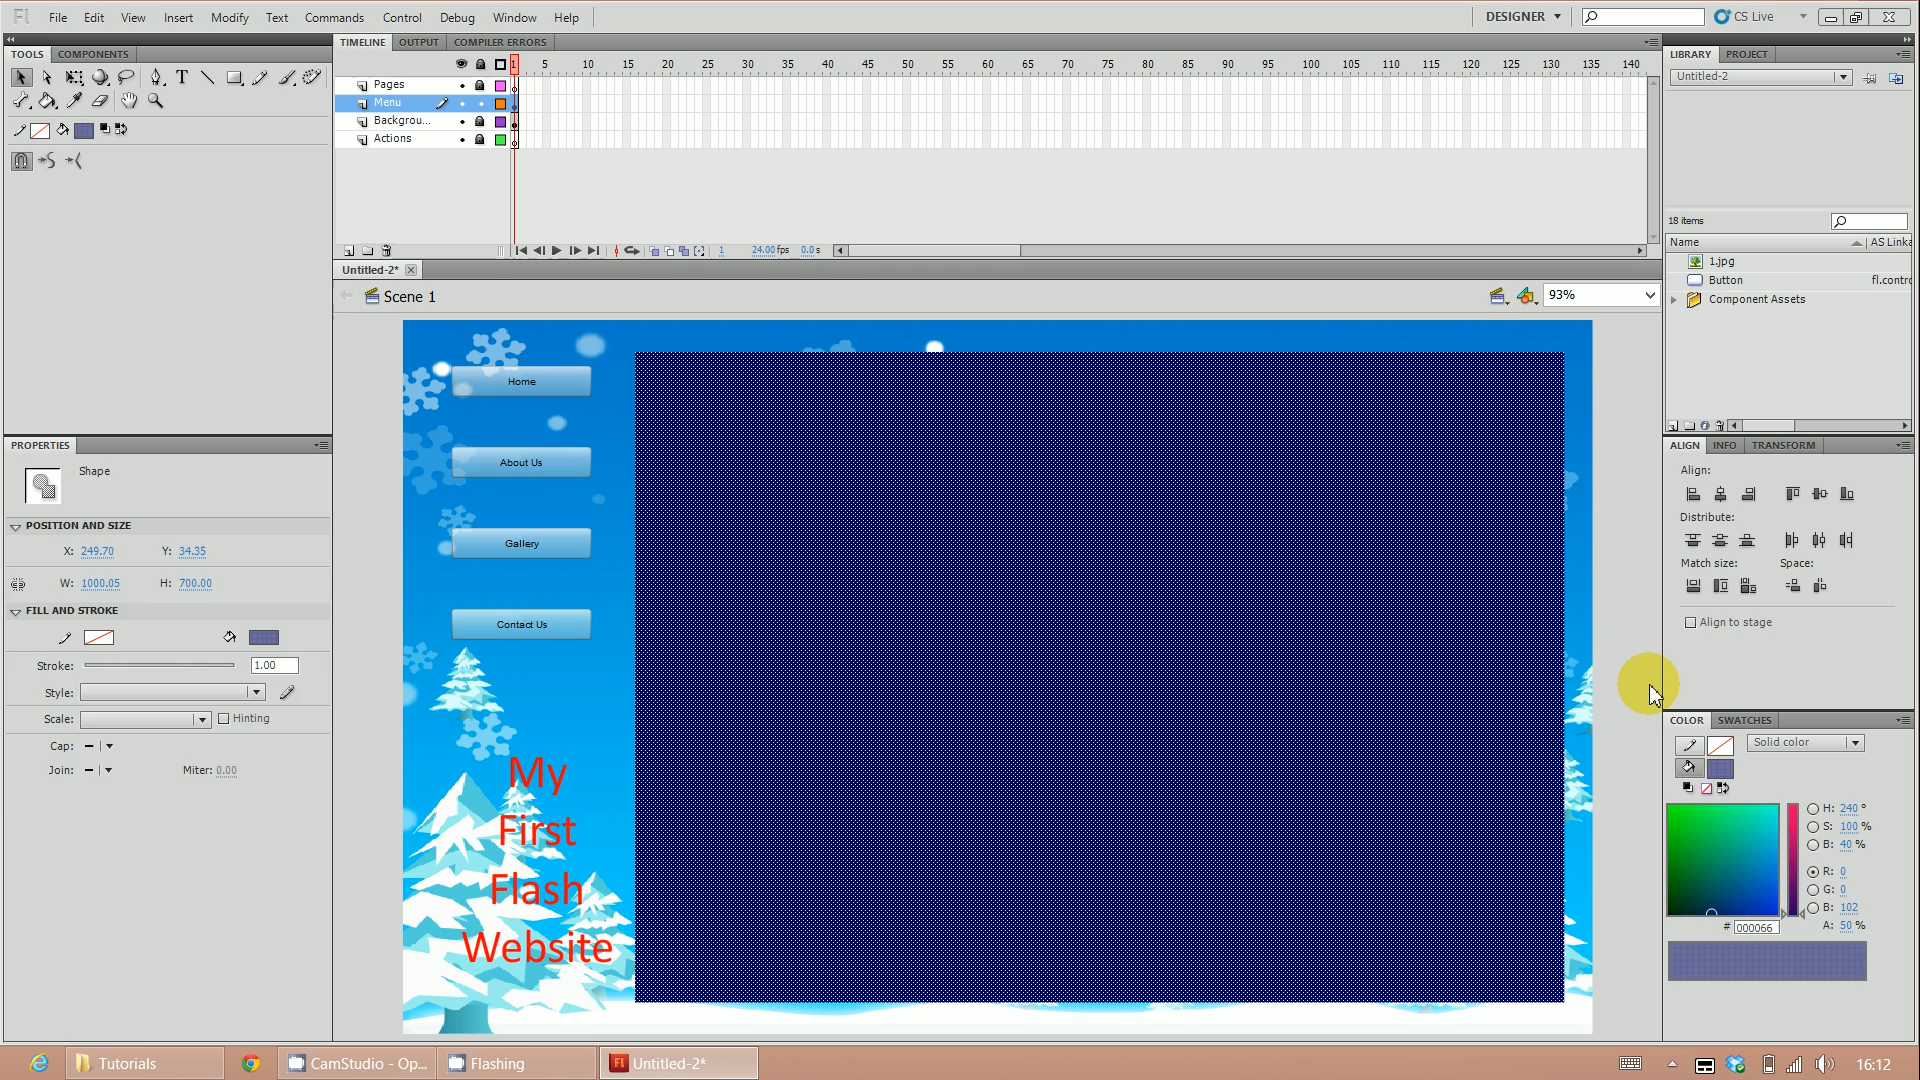 Fl File Edit View Insert Modify Text Commands Control Debug Window Help DESIGNER CS Live
TOOLS COMPONENTS
TIMELINE OUTPUT COMPILER ERRORS
1 5 10 15 20 25 30 35 40 45 50 55 60 65 70 75 80 85 90 95 100 105 110 115 120 125 130 135 140
Pages
Menu
Backgrou...
Actions
1 24.00 fps 0.0 s
Untitled-2*
Scene 1
93%
LIBRARY PROJECT
Untitled-2
18 items
Name AS Linka
1.jpg
Button fl.contro
Component Assets
PROPERTIES
Shape
POSITION AND SIZE
X: 249.70 Y: 34.35
W: 1000.05 H: 700.00
FILL AND STROKE
Stroke: 1.00
Style:
Scale: Hinting
Cap:
Join: Miter: 0.00
Home
About Us
Gallery
Contact Us
My
First
Flash
Website
ALIGN INFO TRANSFORM
Align:
Distribute:
Match size: Space:
Align to stage
COLOR SWATCHES
Solid color
H: 240 °
S: 100 %
B: 40 %
R: 0
G: 0
B: 102
# 000066 A: 50 %
Tutorials
CamStudio - Op...
Flashing
Fl Untitled-2*
16:12